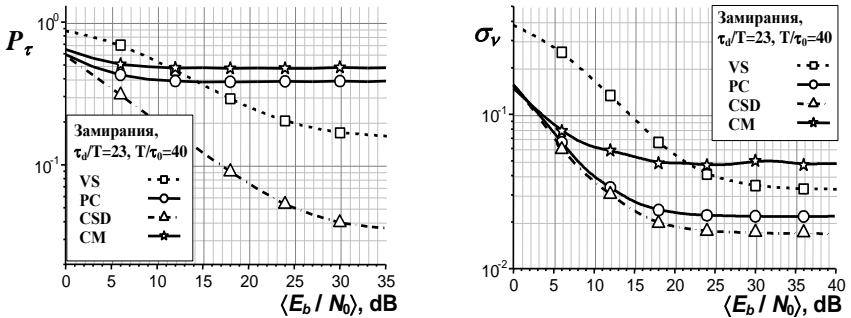 P_τ
10^0
10^-1
0 5 10 15 20 25 30 35
⟨E_b / N_0⟩, dB
Замирания,
τ_d/T=23, T/τ_0=40
VS
PC
CSD
CM
σ_ν
10^-1
10^-2
0 5 10 15 20 25 30 35 40
⟨E_b / N_0⟩, dB
Замирания,
τ_d/T=23, T/τ_0=40
VS
PC
CSD
CM